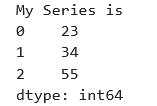 My Series is
0    23
1    34
2    55
dtype: int64